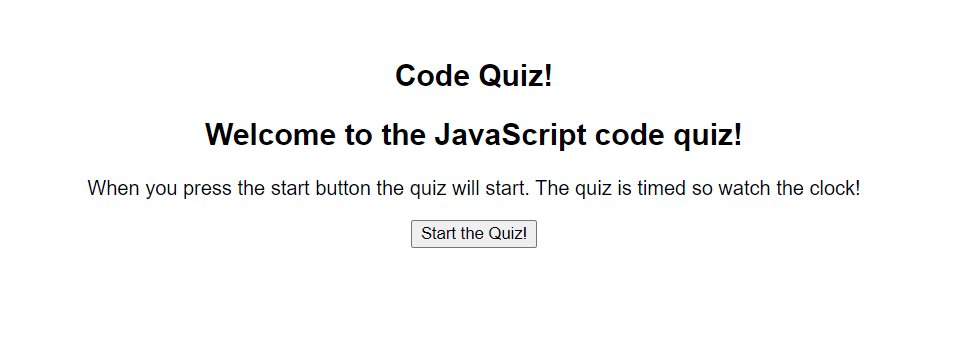 Code Quiz!
Welcome to the JavaScript code quiz!
When you press the start button the quiz will start. The quiz is timed so watch the clock!
Start the Quiz!